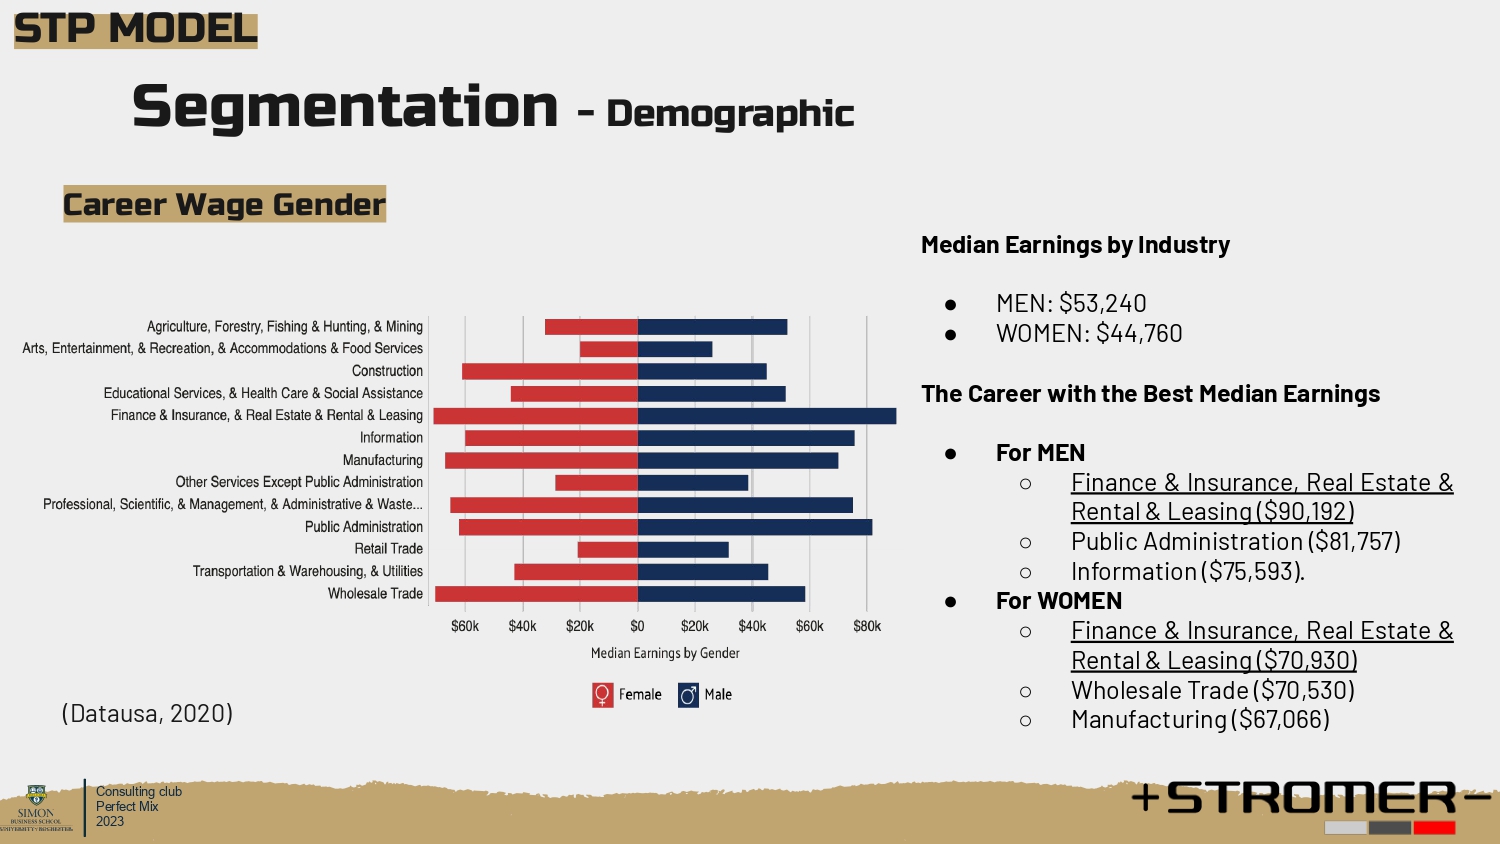 STP MODEL
Segmentation - Demographic
Career Wage Gender
Agriculture, Forestry, Fishing & Hunting, & Mining
Arts, Entertainment, & Recreation, & Accommodations & Food Services
Construction
Educational Services, & Health Care & Social Assistance
Finance & Insurance, & Real Estate & Rental & Leasing
Information
Manufacturing
Other Services Except Public Administration
Professional, Scientific, & Management, & Administrative & Waste...
Public Administration
Retail Trade
Transportation & Warehousing, & Utilities
Wholesale Trade
$60k $40k $20k $0 $20k $40k $60k $80k
Median Earnings by Gender
Female Male
(Datausa, 2020)
Median Earnings by Industry
● MEN: $53,240
● WOMEN: $44,760
The Career with the Best Median Earnings
● For MEN
○ Finance & Insurance, Real Estate &
Rental & Leasing ($90,192)
○ Public Administration ($81,757)
○ Information ($75,593).
● For WOMEN
○ Finance & Insurance, Real Estate &
Rental & Leasing ($70,930)
○ Wholesale Trade ($70,530)
○ Manufacturing ($67,066)
SIMON
BUSINESS SCHOOL
UNIVERSITY of ROCHESTER
Consulting club
Perfect Mix
2023
+STROMER−